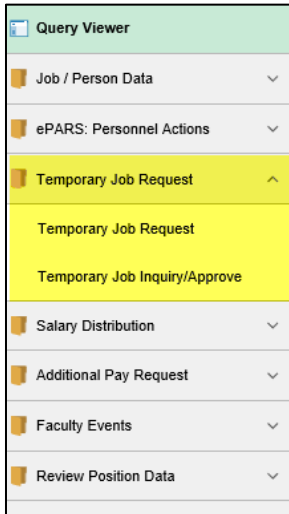 Query Viewer
Job / Person Data
ePARS: Personnel Actions
Temporary Job Request
Temporary Job Request
Temporary Job Inquiry/Approve
Salary Distribution
Additional Pay Request
Faculty Events
Review Position Data